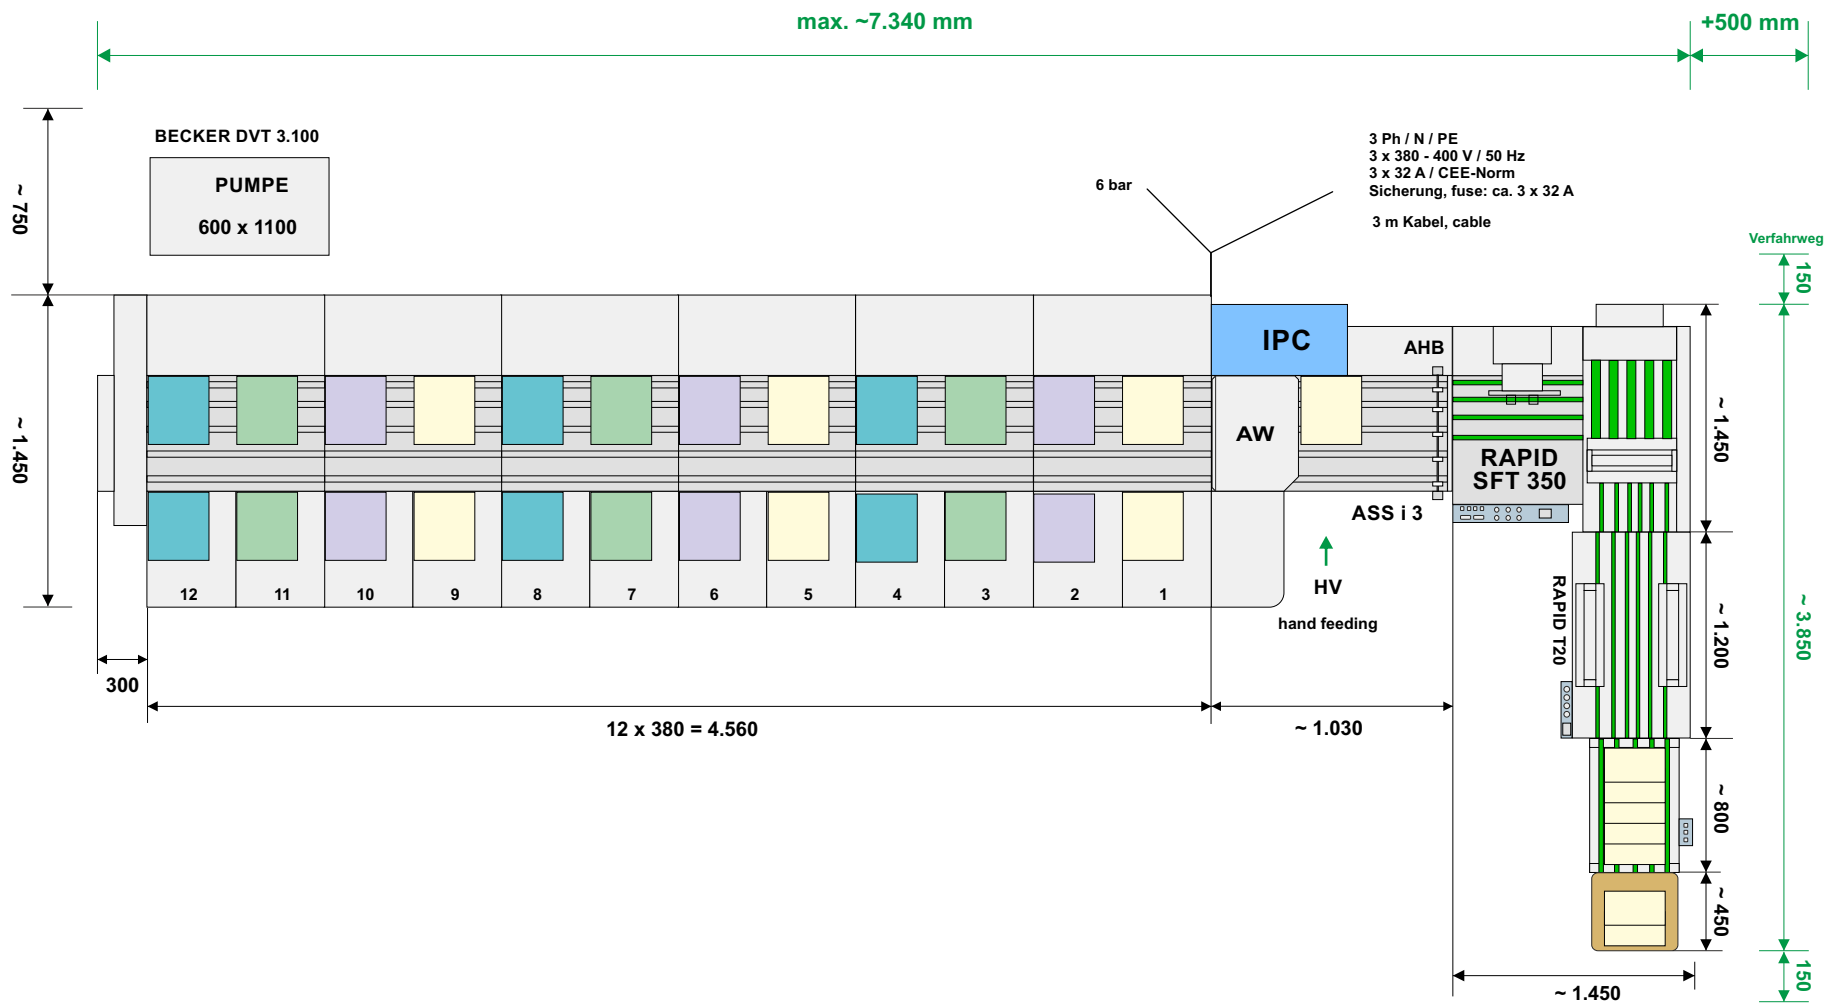 max. ~7.340 mm
+500 mm
BECKER DVT 3.100
PUMPE
600 x 1100
~ 750
6 bar
3 Ph / N / PE
3 x 380 - 400 V / 50 Hz
3 x 32 A / CEE-Norm
Sicherung, fuse: ca. 3 x 32 A
3 m Kabel, cable
Verfahrweg
150
IPC
AHB
AW
RAPID
SFT 350
ASS i 3
~ 1.450
~ 1.450
HV
hand feeding
12
11
10
9
8
7
6
5
4
3
2
1
RAPID T20
~ 1.200
~ 3.850
300
12 x 380 = 4.560
~ 1.030
~ 800
~ 450
~ 1.450
150